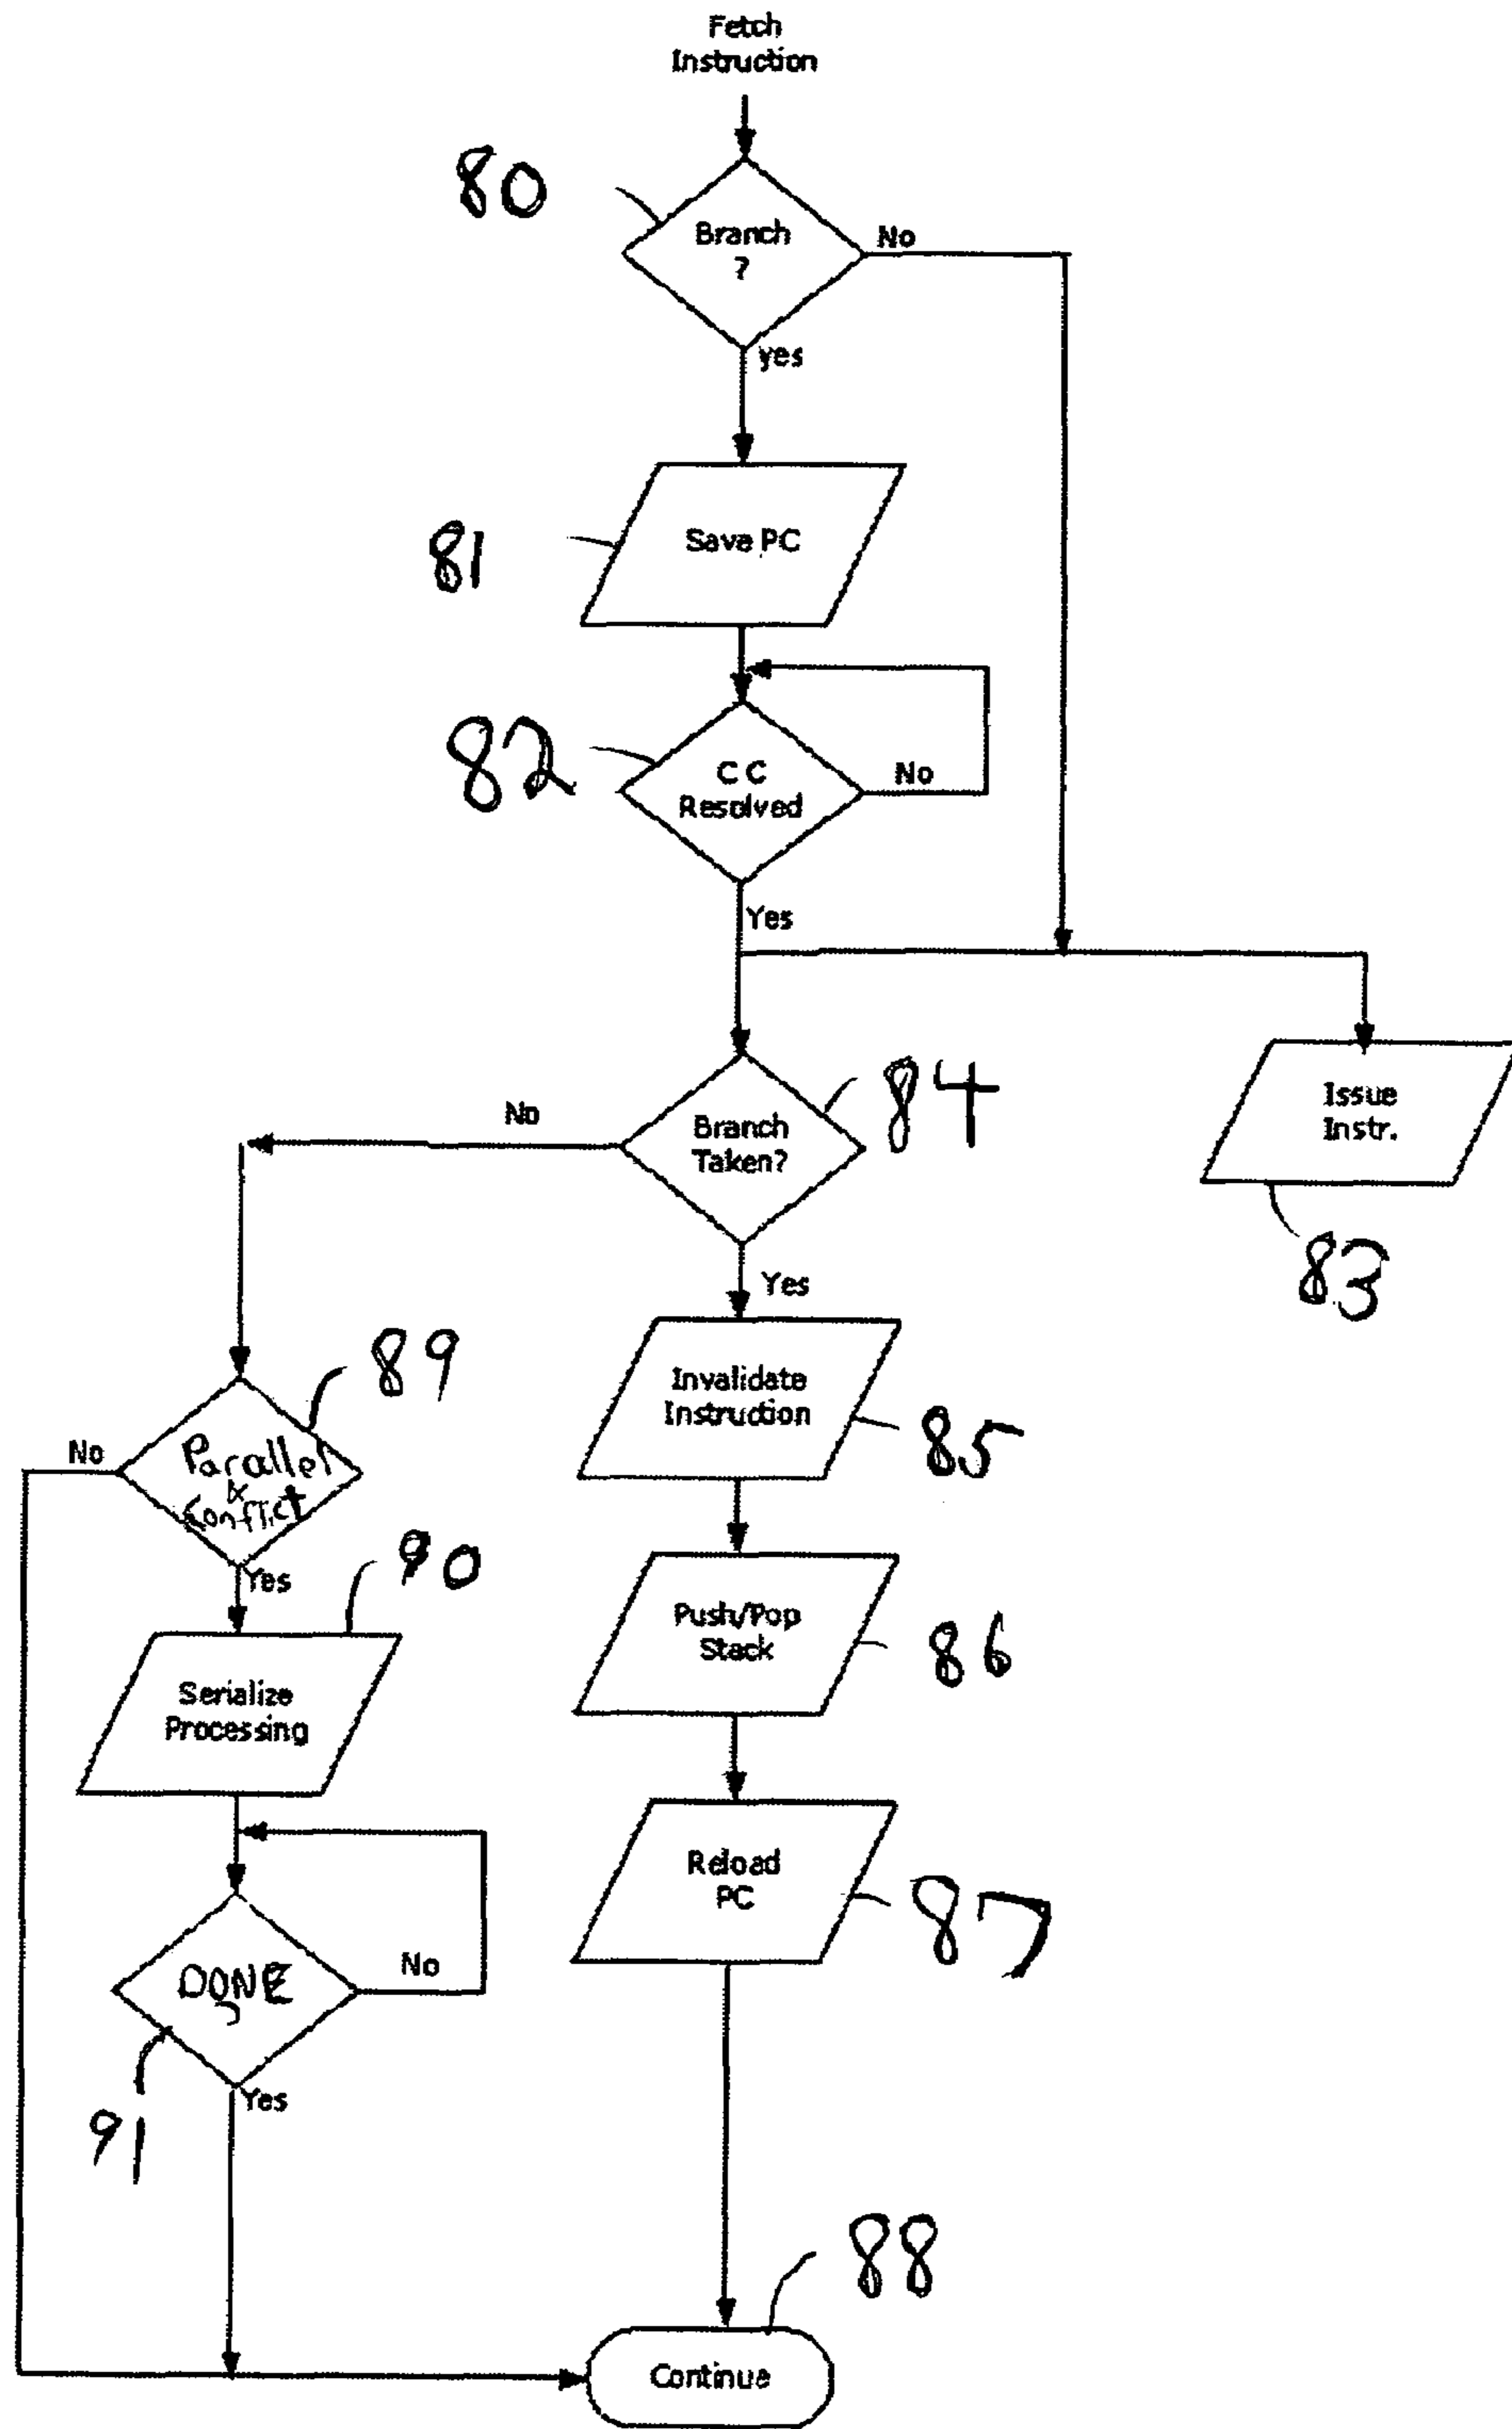 Fetch
Instruction
80
Branch
?
No
yes
81
Save PC
82
C C
Resolved
No
Yes
84
Branch
Taken?
No
Issue
Instr.
83
Yes
89
Parallel
&
Conflict
No
Yes
Invalidate
Instruction
85
90
Serialize
Processing
Push/Pop
Stack
86
Reload
PC
87
DONE
?
No
91
Yes
88
Continue